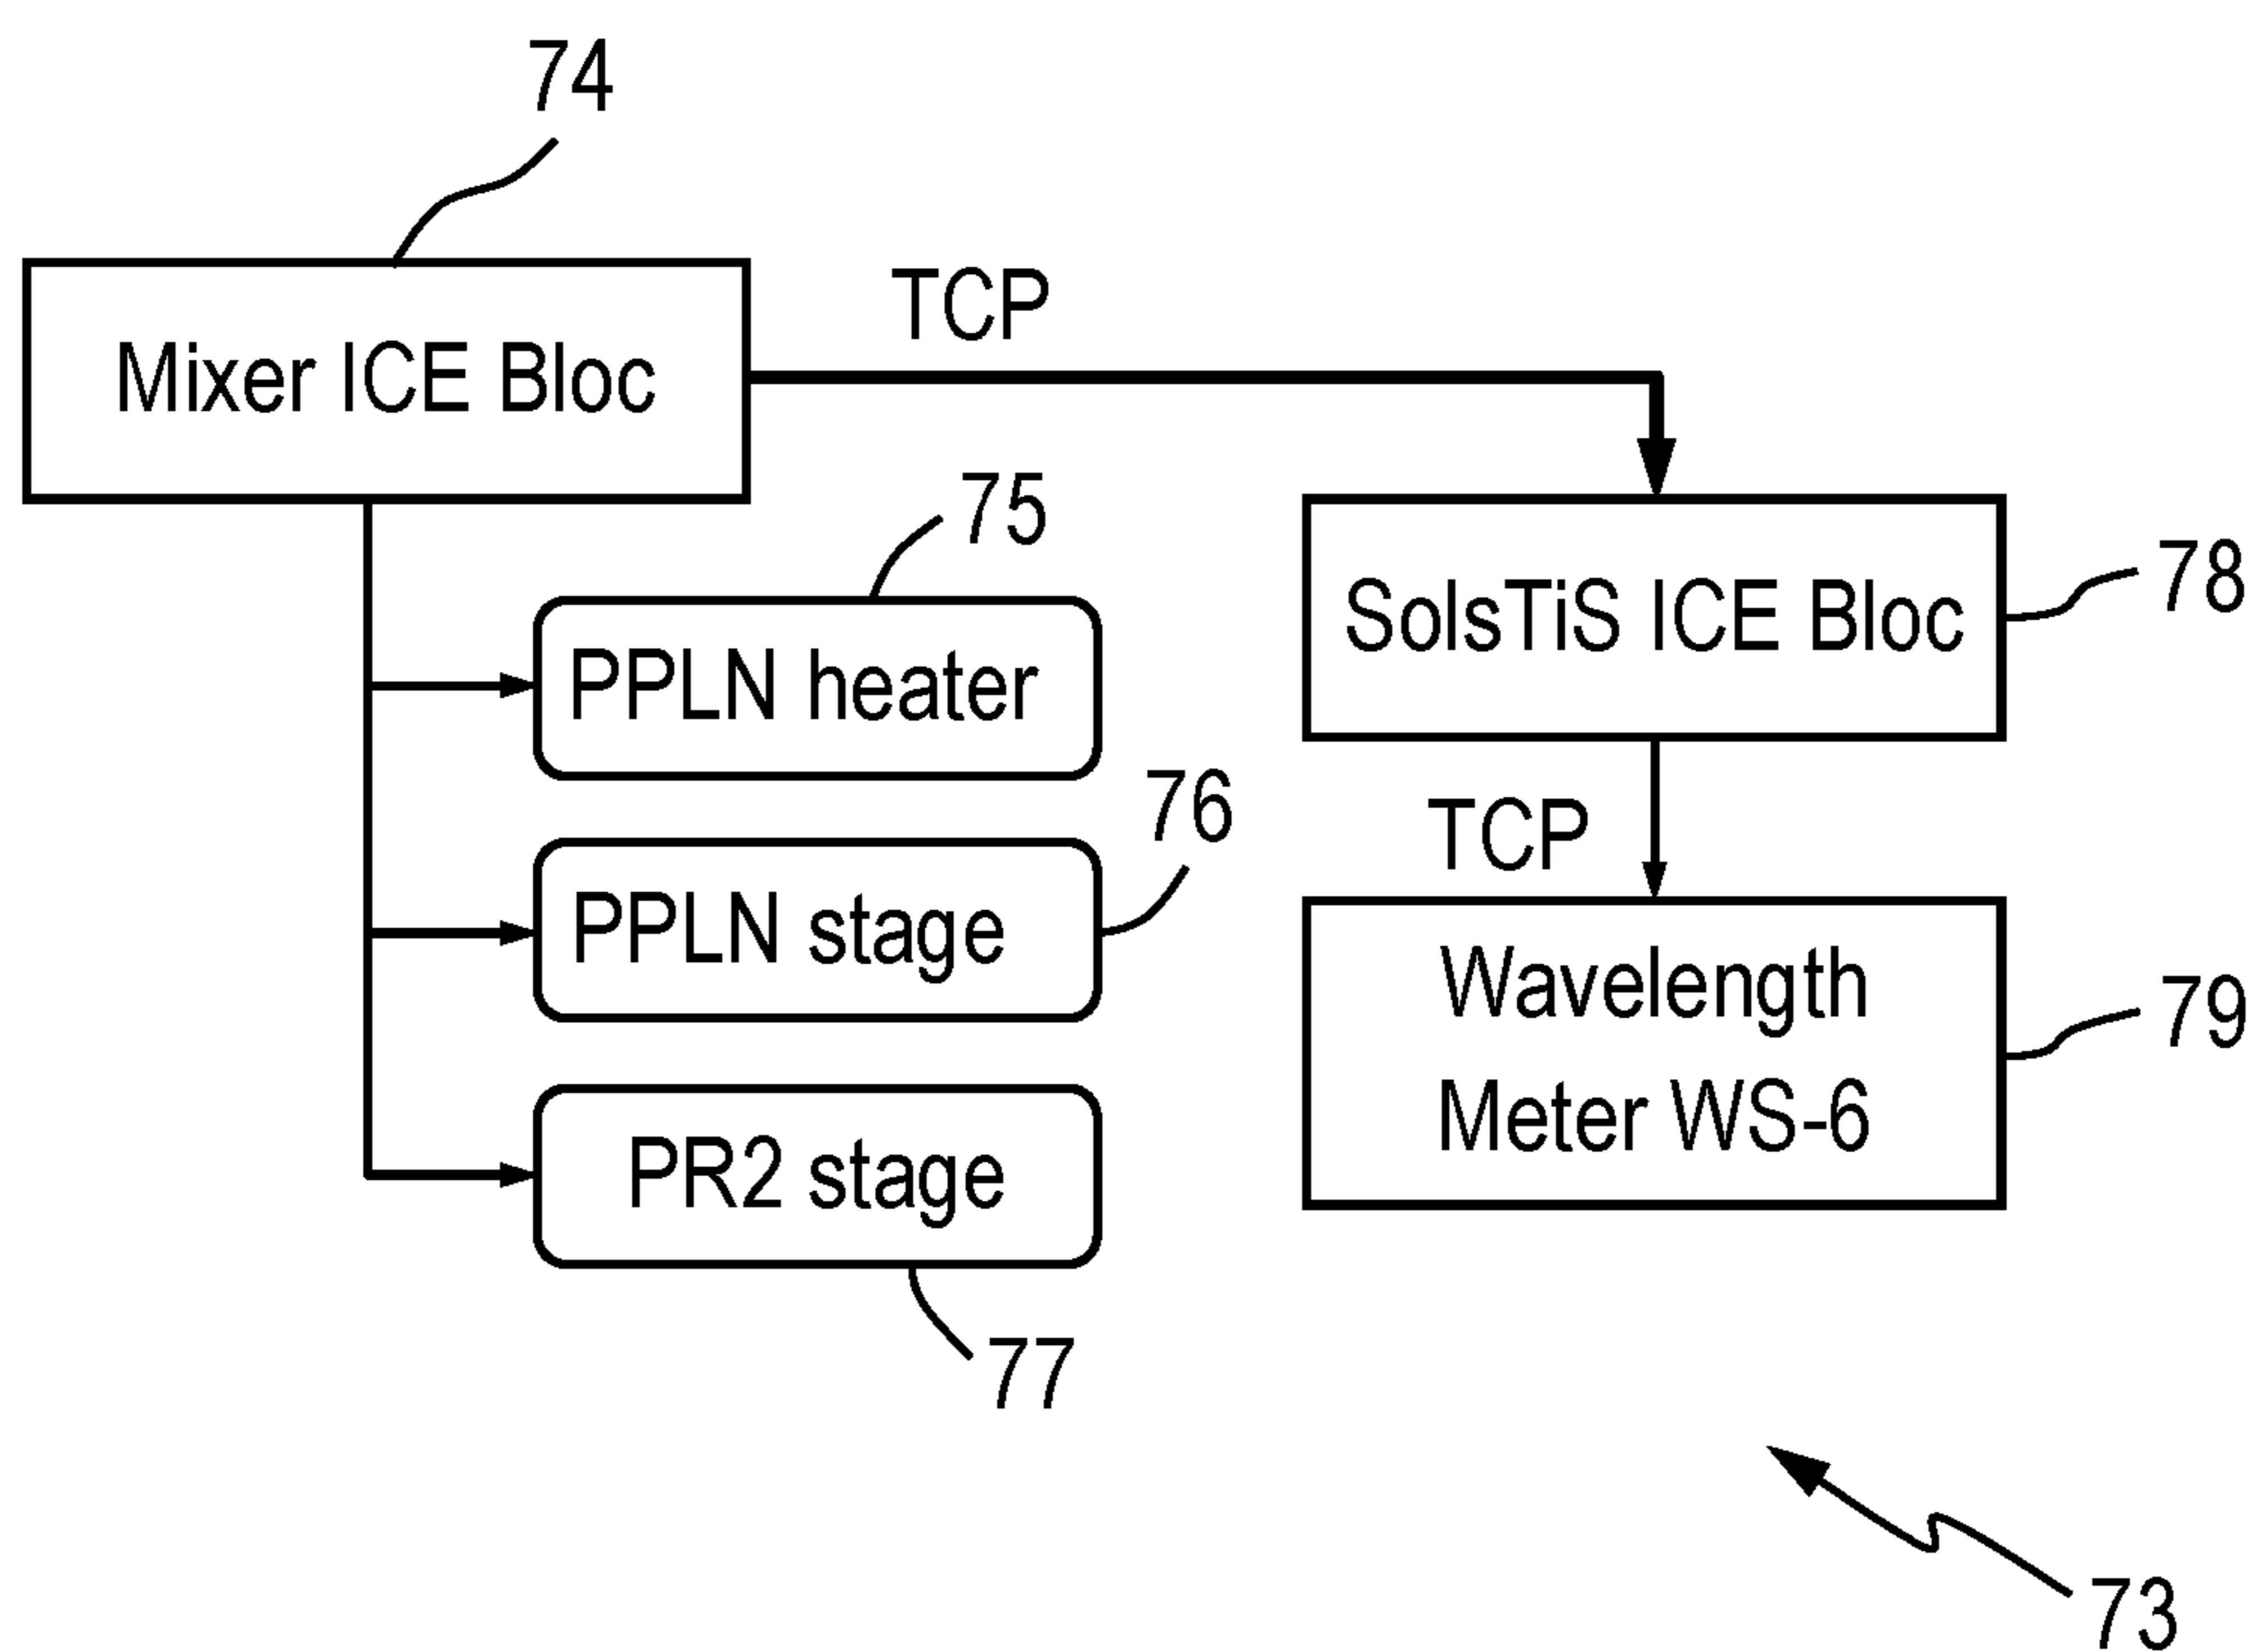 74
Mixer ICE Bloc
TCP
75
PPLN heater
76
PPLN stage
PR2 stage
77
SolsTiS ICE Bloc
78
TCP
Wavelength
Meter WS-6
79
73